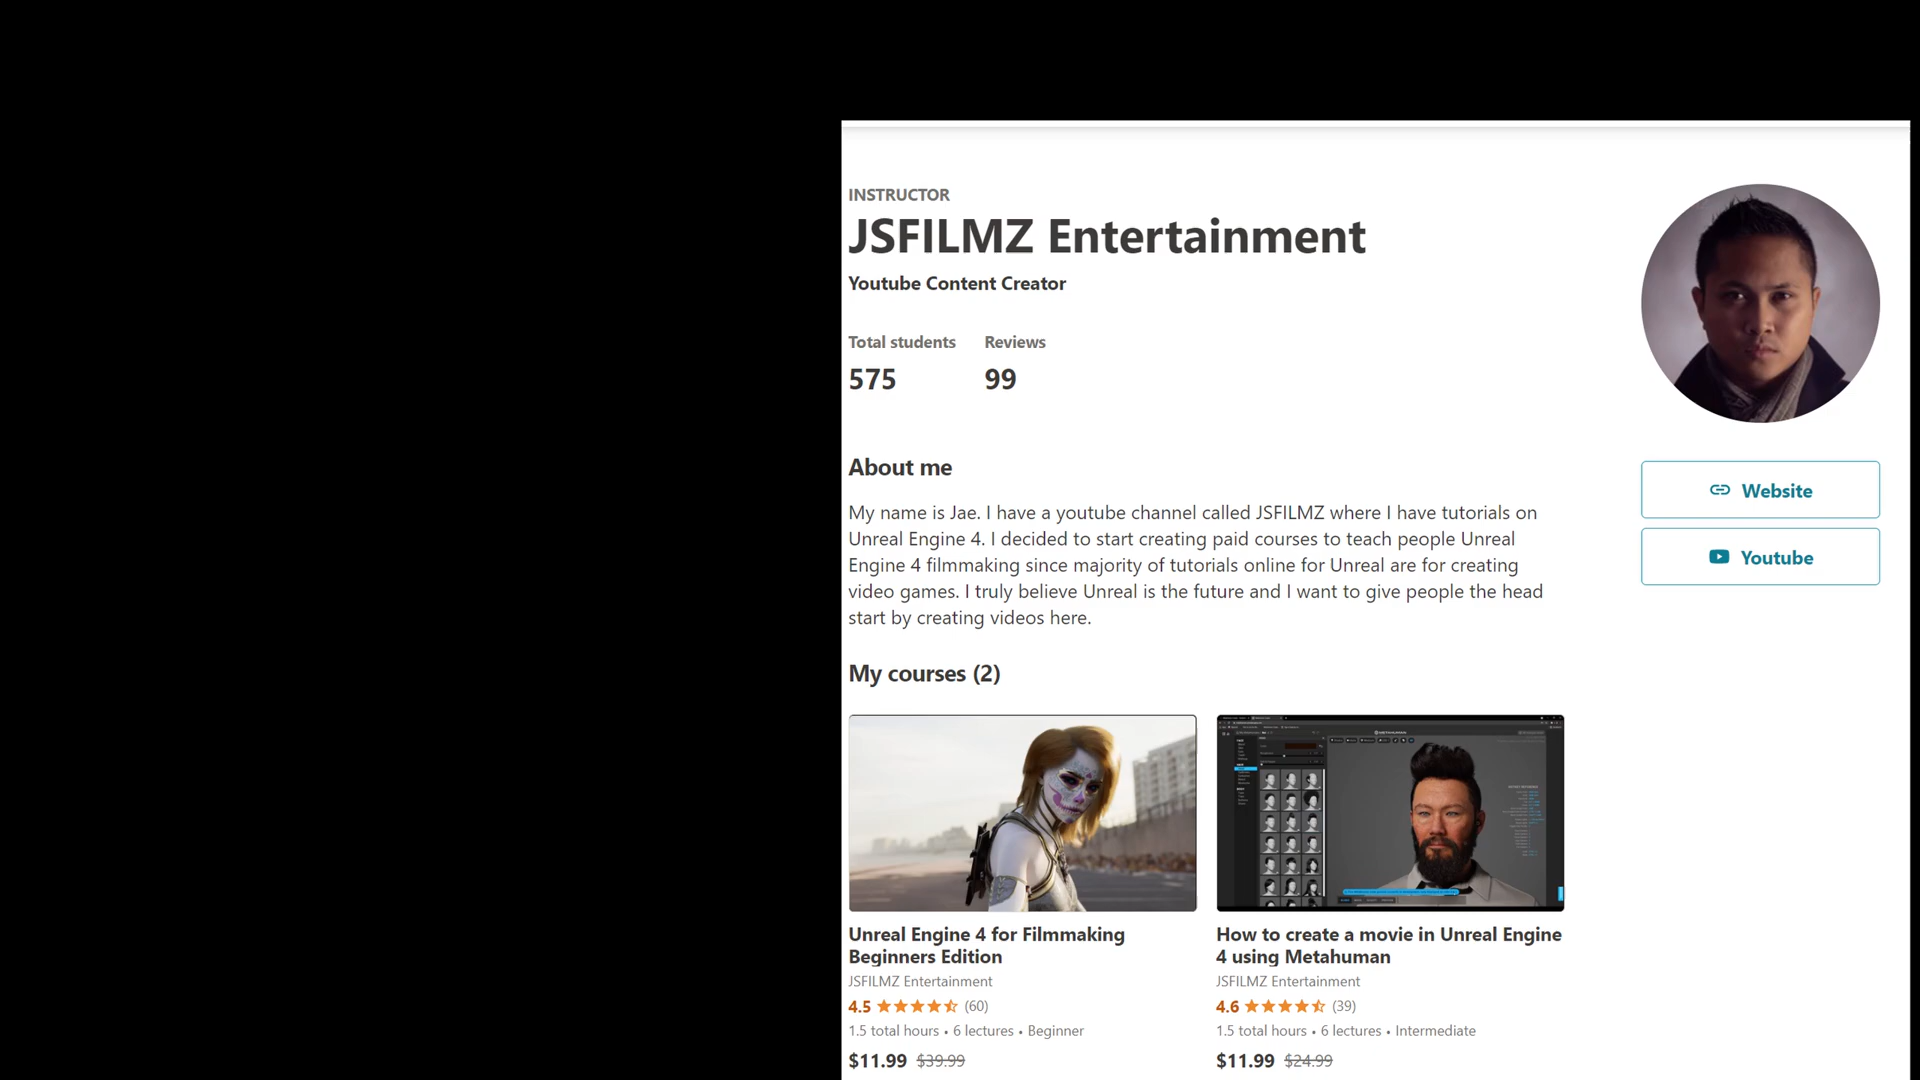 INSTRUCTOR
JSFILMZ Entertainment
Youtube Content Creator
Total students
Reviews
575
99
About me
My name is Jae. I have a youtube channel called JSFILMZ where I have tutorials on
Unreal Engine 4. I decided to start creating paid courses to teach people Unreal
Engine 4 filmmaking since majority of tutorials online for Unreal are for creating
video games. I truly believe Unreal is the future and I want to give people the head
start by creating videos here.
Website
Youtube
My courses (2)
Unreal Engine 4 for Filmmaking
Beginners Edition
JSFILMZ Entertainment
4.5 (60)
1.5 total hours • 6 lectures • Beginner
$11.99 $39.99
METAHUMAN
How to create a movie in Unreal Engine
4 using Metahuman
JSFILMZ Entertainment
4.6 (39)
1.5 total hours • 6 lectures • Intermediate
$11.99 $24.99